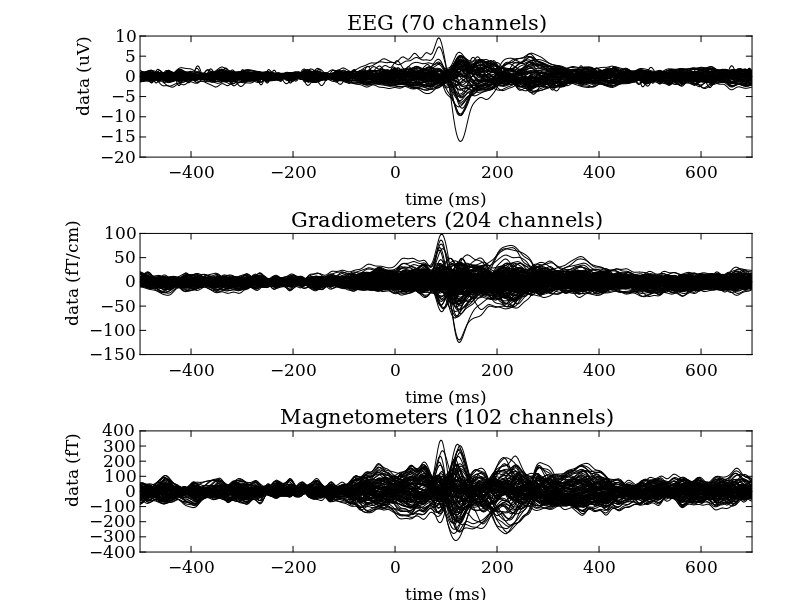 EEG (70 channels)
data (uV)
10
5
0
−5
−10
−15
−20
−400 −200 0 200 400 600
time (ms)
Gradiometers (204 channels)
data (fT/cm)
100
50
0
−50
−100
−150
−400 −200 0 200 400 600
time (ms)
Magnetometers (102 channels)
data (fT)
400
300
200
100
0
−100
−200
−300
−400
−400 −200 0 200 400 600
time (ms)